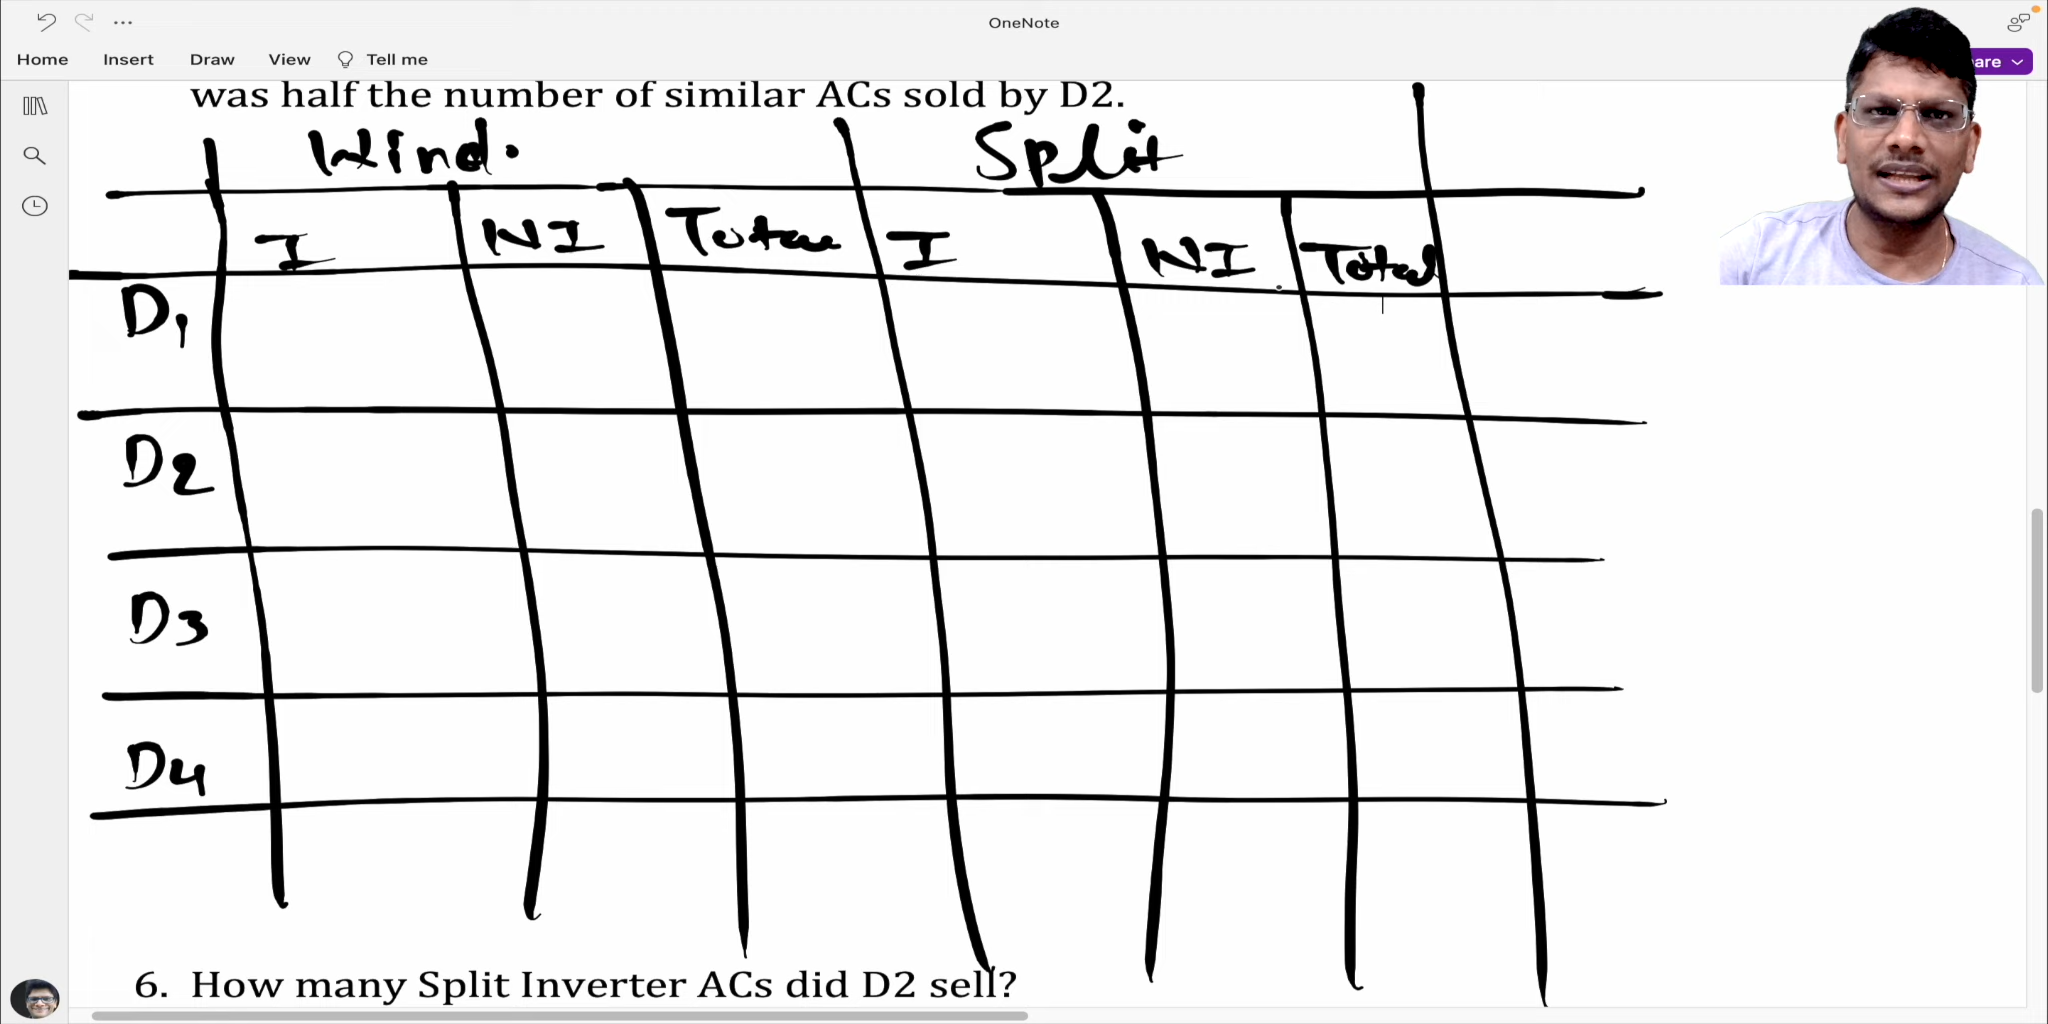 OneNote
Home Insert Draw View Tell me are
was half the number of similar ACs sold by D2.
Wind. Split
I NI Total I NI Total
D1
D2
D3
D4
6. How many Split Inverter ACs did D2 sell?